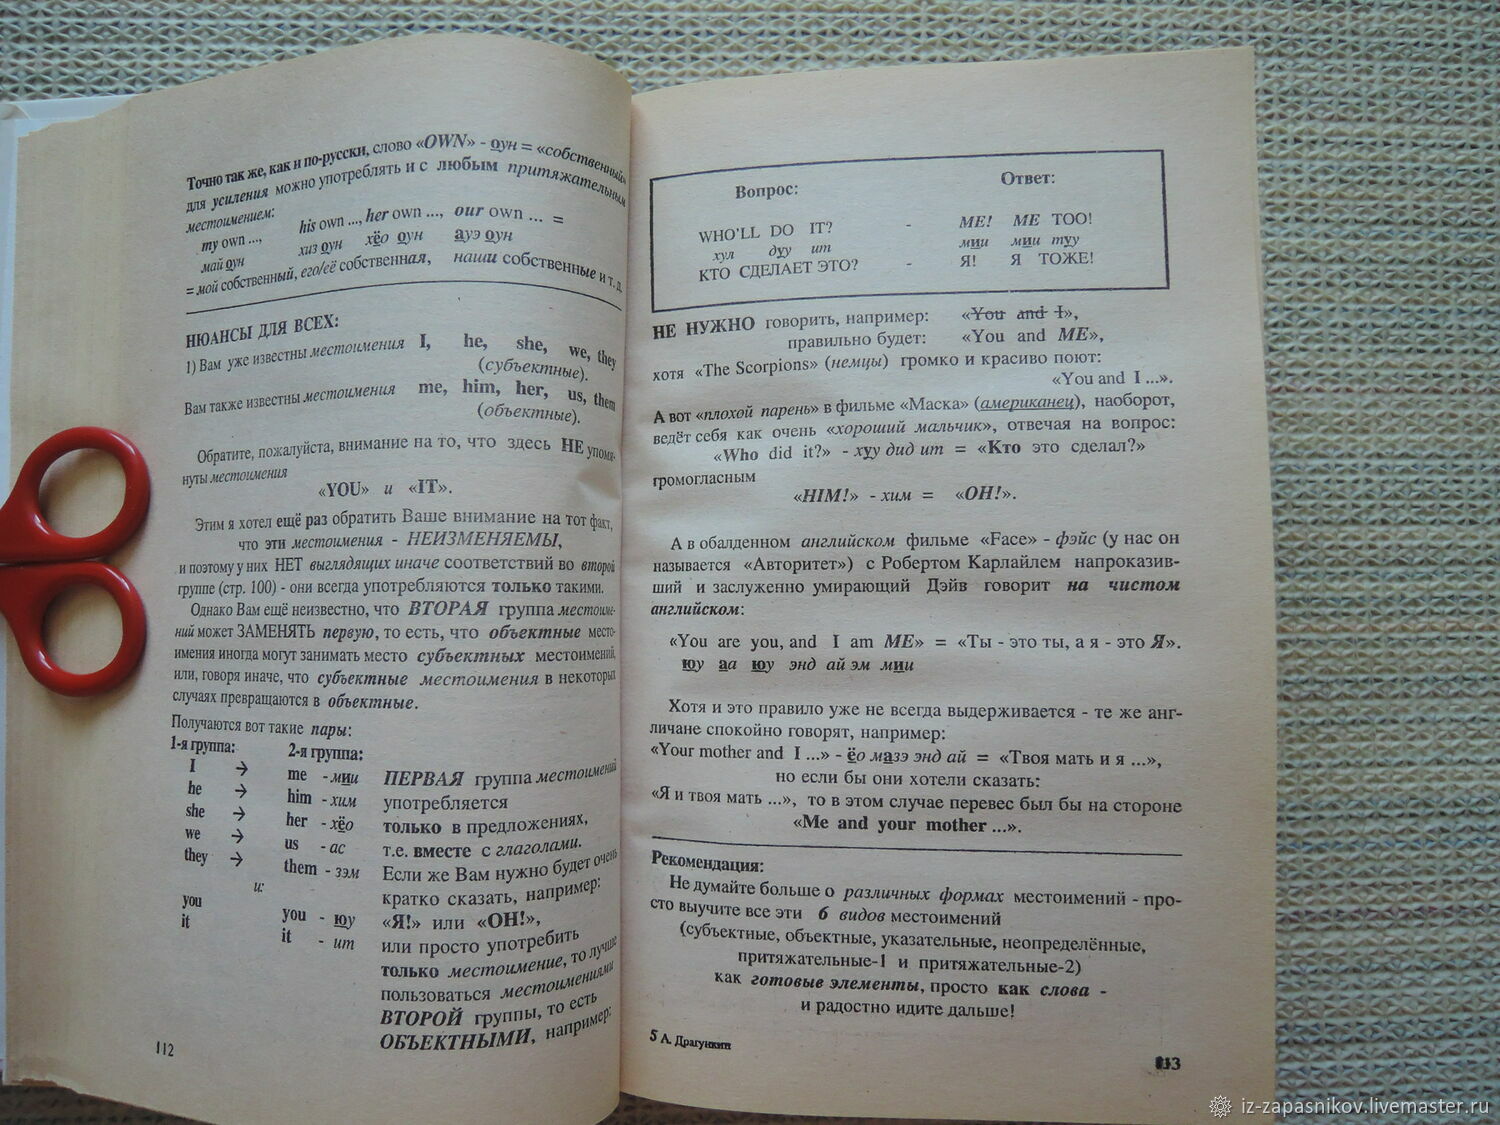 Точно так же, как и по-русски, слово «OWN» - оун = «собственный»
для усиления можно употреблять и с любым притяжательным
местоимением:
my own ..., his own ..., her own ..., our own ... =
май оун хиз оун хёо оун ауэ оун
= мой собственный, его/её собственная, наши собственные и т. д.
НЮАНСЫ ДЛЯ ВСЕХ:
1) Вам уже известны местоимения I, he, she, we, they
(субъектные).
Вам также известны местоимения me, him, her, us, them
(объектные).
Обратите, пожалуйста, внимание на то, что здесь НЕ упомя-
нуты местоимения
«YOU» и «IT».
Этим я хотел ещё раз обратить Ваше внимание на тот факт,
что эти местоимения - НЕИЗМЕНЯЕМЫ,
и поэтому у них НЕТ выглядящих иначе соответствий во второй
группе (стр. 100) - они всегда употребляются только такими.
Однако Вам ещё неизвестно, что ВТОРАЯ группа местоиме-
ний может ЗАМЕНЯТЬ первую, то есть, что объектные место-
имения иногда могут занимать место субъектных местоимений,
или, говоря иначе, что субъектные местоимения в некоторых
случаях превращаются в объектные.
Получаются вот такие пары:
1-я группа: 2-я группа:
I → me - мии
he → him - хим
she → her - хёо
we → us - ас
they → them - зэм
и:
you you - юу
it it - ит
ПЕРВАЯ группа местоимений
употребляется
только в предложениях,
т.е. вместе с глаголами.
Если же Вам нужно будет очень
кратко сказать, например:
«Я!» или «ОН!»,
или просто употребить
только местоимение, то лучше
пользоваться местоимениями
ВТОРОЙ группы, то есть
ОБЪЕКТНЫМИ, например:
112
Вопрос: Ответ:
WHO'LL DO IT? - ME! ME TOO!
хул дуу ит мии мии туу
КТО СДЕЛАЕТ ЭТО? - Я! Я ТОЖЕ!
НЕ НУЖНО говорить, например: «You and I»,
правильно будет: «You and ME»,
хотя «The Scorpions» (немцы) громко и красиво поют:
«You and I ...».
А вот «плохой парень» в фильме «Маска» (американец), наоборот,
ведёт себя как очень «хороший мальчик», отвечая на вопрос:
«Who did it?» - хуу дид ит = «Кто это сделал?»
громогласным
«HIM!» - хим = «ОН!».
А в обалденном английском фильме «Face» - фэйс (у нас он
называется «Авторитет») с Робертом Карлайлем напроказив-
ший и заслуженно умирающий Дэйв говорит на чистом
английском:
«You are you, and I am ME» = «Ты - это ты, а я - это Я».
юу аа юу энд ай эм мии
Хотя и это правило уже не всегда выдерживается - те же анг-
личане спокойно говорят, например:
«Your mother and I ...» - ёо мазэ энд ай = «Твоя мать и я ...»,
но если бы они хотели сказать:
«Я и твоя мать ...», то в этом случае перевес был бы на стороне
«Me and your mother ...».
Рекомендация:
Не думайте больше о различных формах местоимений - про-
сто выучите все эти 6 видов местоимений
(субъектные, объектные, указательные, неопределённые,
притяжательные-1 и притяжательные-2)
как готовые элементы, просто как слова -
и радостно идите дальше!
5 А. Драгункин
113
iz-zapasnikov.livemaster.ru